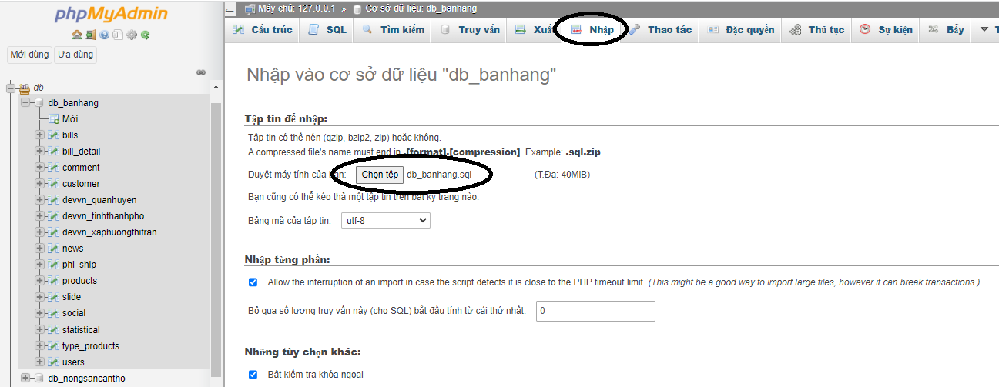 phpMyAdmin
Mới dùng Ưa dùng
db
db_banhang
Mới
bills
bill_detail
comment
customer
devvn_quanhuyen
devvn_tinhthanhpho
devvn_xaphuongthitran
news
phi_ship
products
slide
social
statistical
type_products
users
db_nongsancantho
Máy chủ: 127.0.0.1 » Cơ sở dữ liệu: db_banhang
Cấu trúc SQL Tìm kiếm Truy vấn Xuất Nhập Thao tác Đặc quyền Thủ tục Sự kiện Bẫy
Nhập vào cơ sở dữ liệu "db_banhang"
Tập tin để nhập:
Tập tin có thể nén (gzip, bzip2, zip) hoặc không.
A compressed file's name must end in .[format].[compression]. Example: .sql.zip
Duyệt máy tính của bạn: Chọn tệp db_banhang.sql (T.Đa: 40MiB)
Bạn cũng có thể kéo thả một tập tin trên bất kỳ trang nào.
Bảng mã của tập tin: utf-8
Nhập từng phần:
Allow the interruption of an import in case the script detects it is close to the PHP timeout limit. (This might be a good way to import large files, however it can break transactions.)
Bỏ qua số lượng truy vấn này (cho SQL) bắt đầu tính từ cái thứ nhất: 0
Những tùy chọn khác:
Bật kiểm tra khóa ngoại